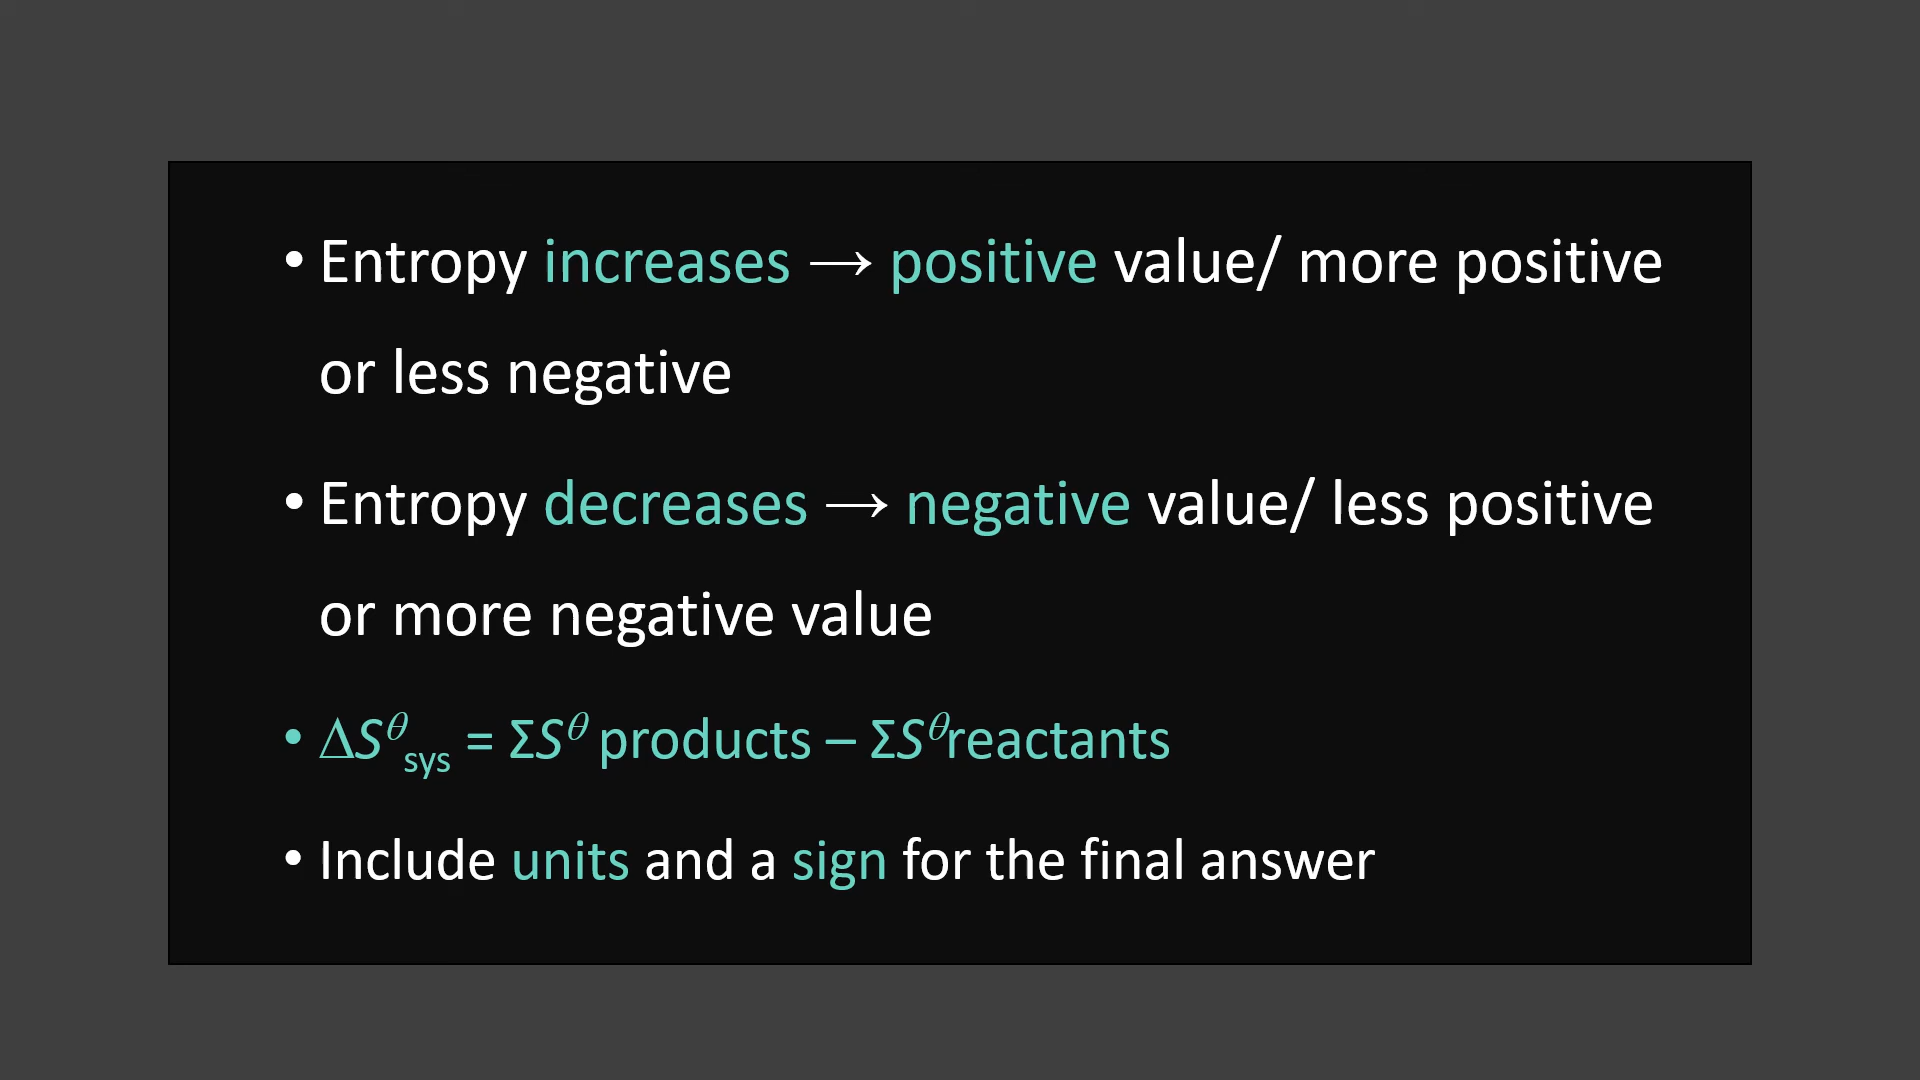 • Entropy increases → positive value/ more positive
or less negative
• Entropy decreases → negative value/ less positive
or more negative value
• ΔS^θ_sys = ΣS^θ products – ΣS^θreactants
• Include units and a sign for the final answer